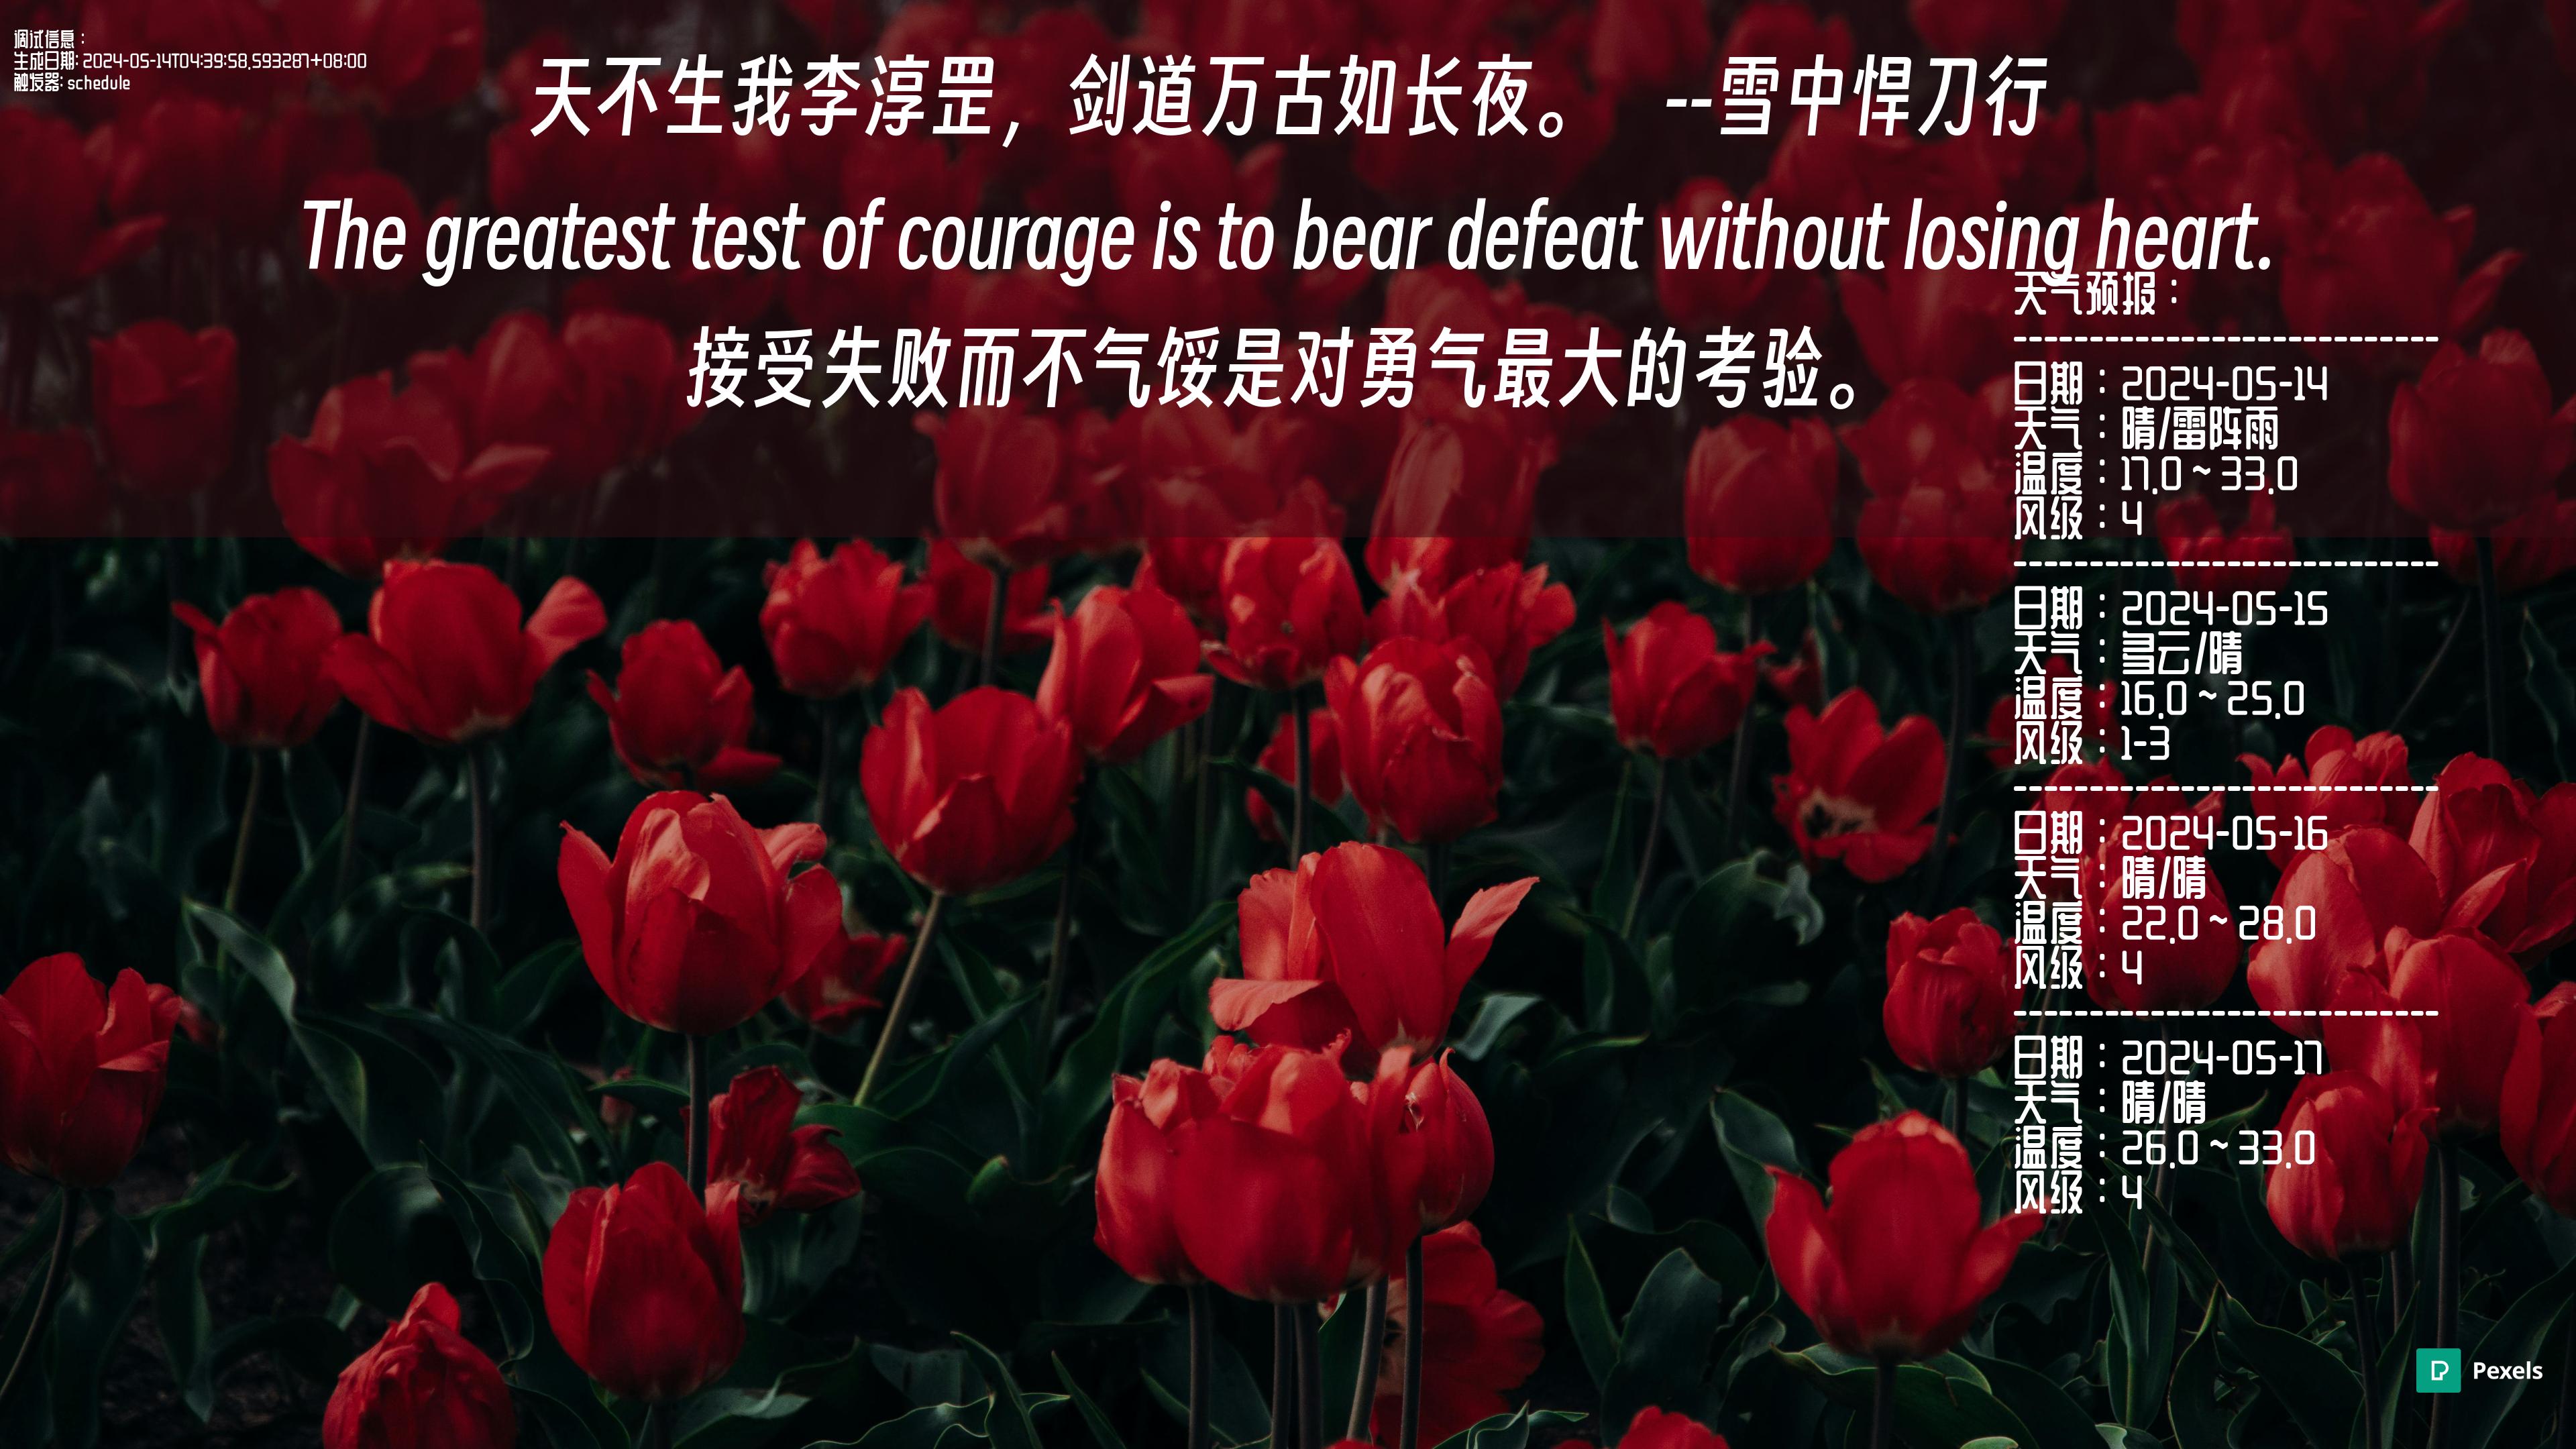 调试信息：
生成日期: 2024-05-14T04:39:58.593287+08:00
触发器: schedule
天不生我李淳罡，剑道万古如长夜。 --雪中悍刀行
The greatest test of courage is to bear defeat without losing heart.
接受失败而不气馁是对勇气最大的考验。
天气预报：
----------------------------
日期：2024-05-14
天气：晴/雷阵雨
温度：17.0 ~ 33.0
风级：4
----------------------------
日期：2024-05-15
天气：多云/晴
温度：16.0 ~ 25.0
风级：1-3
----------------------------
日期：2024-05-16
天气：晴/晴
温度：22.0 ~ 28.0
风级：4
----------------------------
日期：2024-05-17
天气：晴/晴
温度：26.0 ~ 33.0
风级：4
Pexels